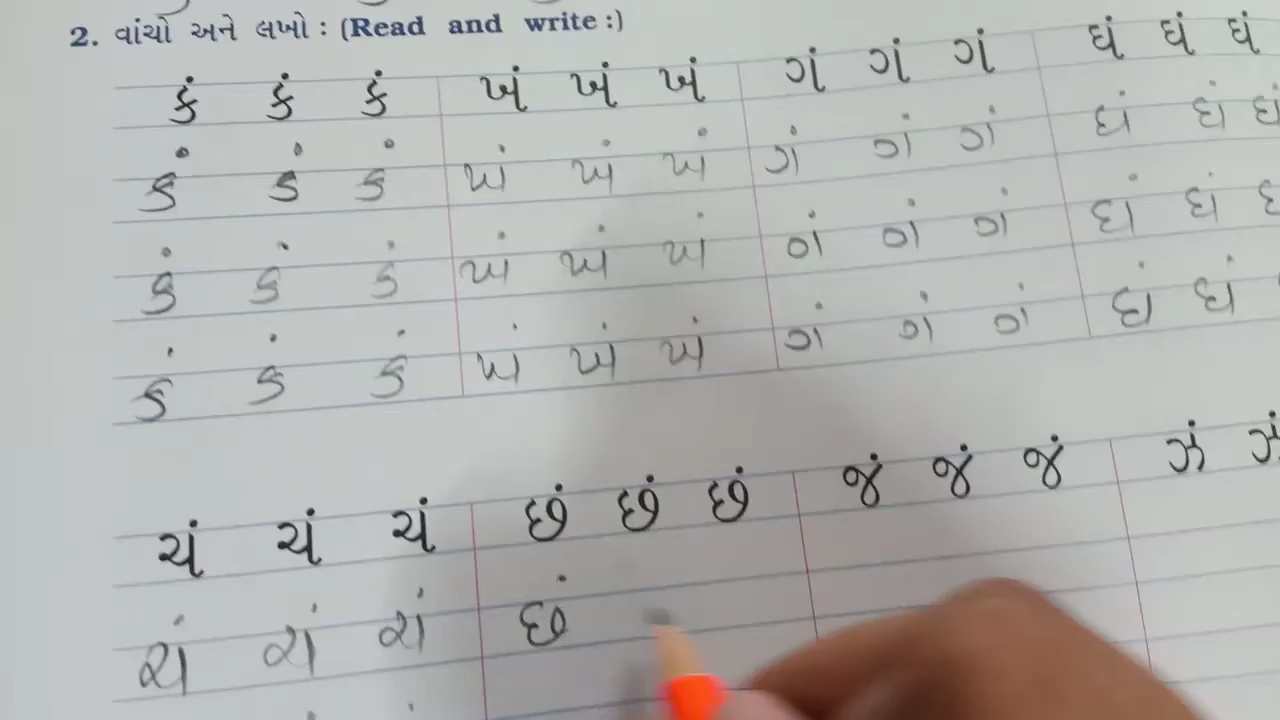 2. વાંચો અને લખો : (Read and write :)
કં કં કં ખં ખં ખં ગં ગં ગં ઘં ઘં ઘં
કં કં કં ખં ખં ખં ગં ગં ગં ઘં ઘં ઘં
કં કં કં ખં ખં ખં ગં ગં ગં ઘં ઘં ઘં
કં કં કં ખં ખં ખં ગં ગં ગં ઘં ઘં
ચં ચં ચં છં છં છં જં જં જં ઝં ઝં
ચં ચં ચં છં